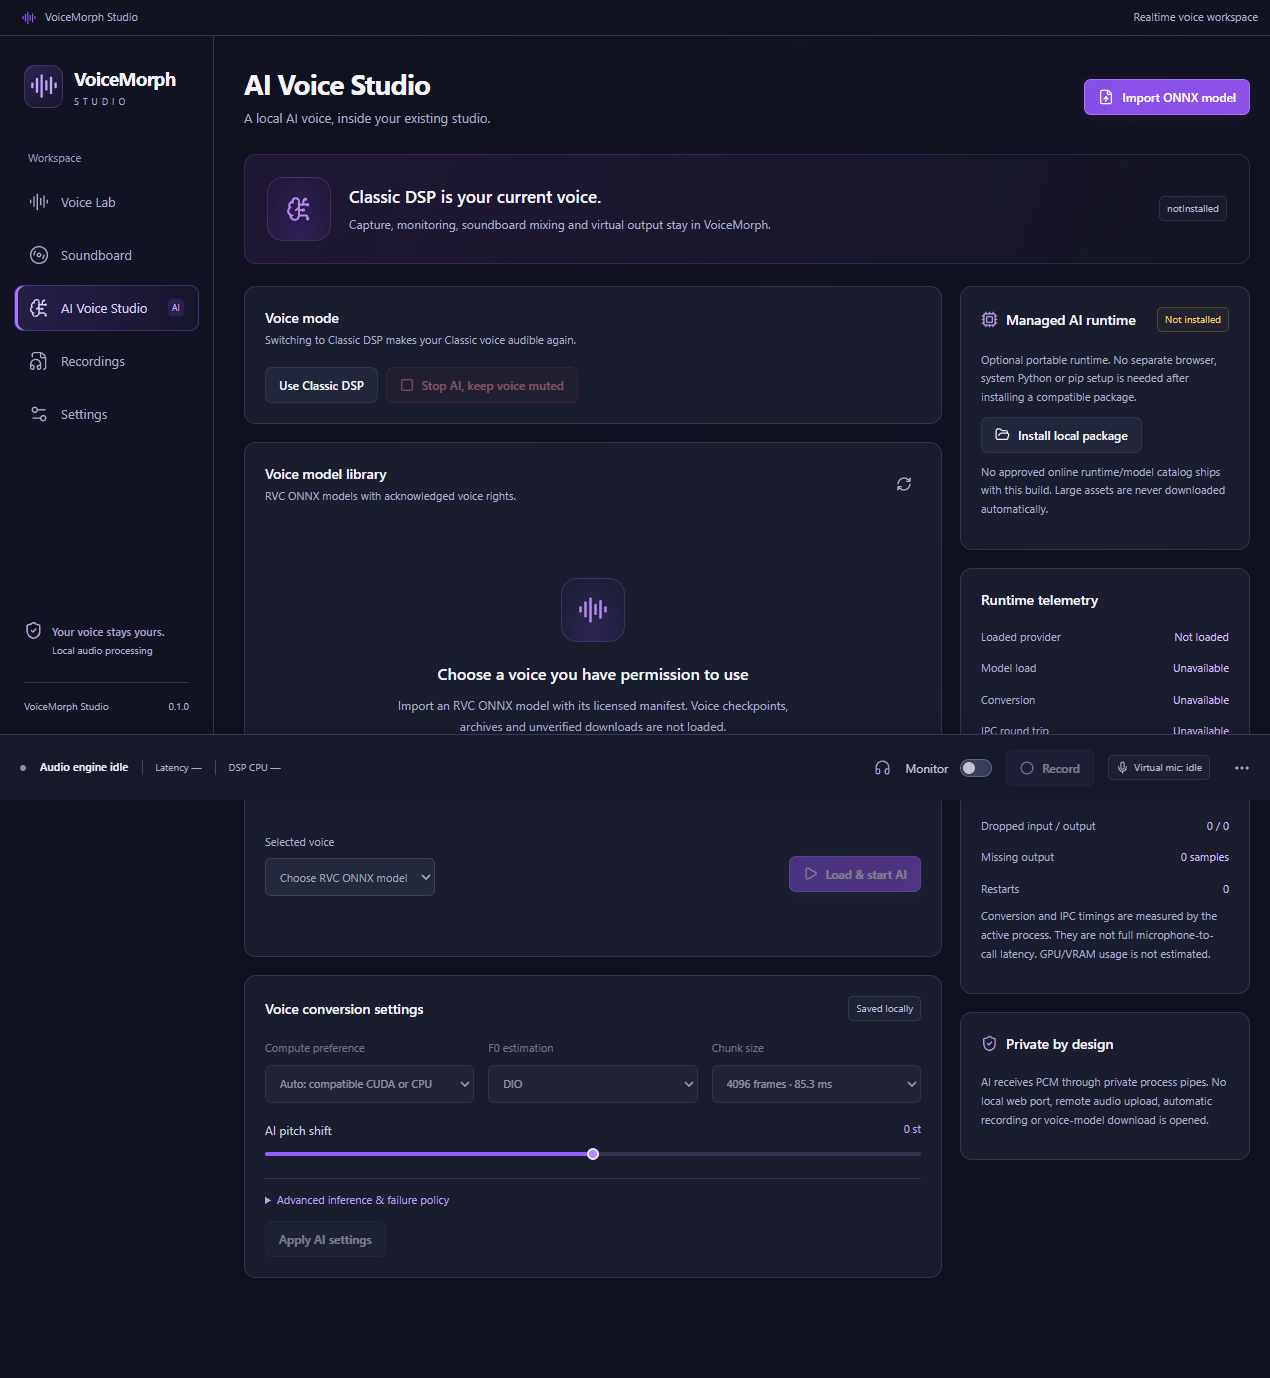 VoiceMorph Studio
Realtime voice workspace
VoiceMorph
STUDIO
Workspace
Voice Lab
Soundboard
AI Voice Studio
AI
Recordings
Settings
Your voice stays yours.
Local audio processing
VoiceMorph Studio
0.1.0
AI Voice Studio
A local AI voice, inside your existing studio.
Import ONNX model
Classic DSP is your current voice.
Capture, monitoring, soundboard mixing and virtual output stay in VoiceMorph.
notinstalled
Voice mode
Switching to Classic DSP makes your Classic voice audible again.
Use Classic DSP
Stop AI, keep voice muted
Voice model library
RVC ONNX models with acknowledged voice rights.
Choose a voice you have permission to use
Import an RVC ONNX model with its licensed manifest. Voice checkpoints,
archives and unverified downloads are not loaded.
Managed AI runtime
Not installed
Optional portable runtime. No separate browser,
system Python or pip setup is needed after
installing a compatible package.
Install local package
No approved online runtime/model catalog ships
with this build. Large assets are never downloaded
automatically.
Runtime telemetry
Loaded provider
Not loaded
Model load
Unavailable
Conversion
Unavailable
IPC round trip
Unavailable
Audio engine idle
Latency —
DSP CPU —
Monitor
Record
Virtual mic: idle
Selected voice
Choose RVC ONNX model
Load & start AI
Dropped input / output
0 / 0
Missing output
0 samples
Restarts
0
Conversion and IPC timings are measured by the
active process. They are not full microphone-to-
call latency. GPU/VRAM usage is not estimated.
Voice conversion settings
Saved locally
Compute preference
F0 estimation
Chunk size
Auto: compatible CUDA or CPU
DIO
4096 frames · 85.3 ms
AI pitch shift
0 st
Advanced inference & failure policy
Apply AI settings
Private by design
AI receives PCM through private process pipes. No
local web port, remote audio upload, automatic
recording or voice-model download is opened.